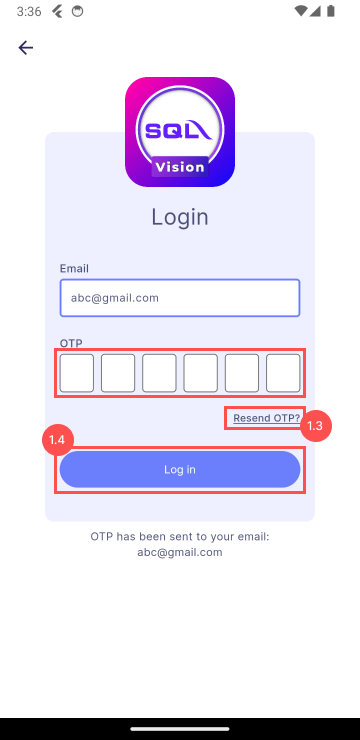 3:36
SQL
Vision
Login
Email
abc@gmail.com
OTP
Resend OTP?
1.3
1.4
Log in
OTP has been sent to your email:
abc@gmail.com